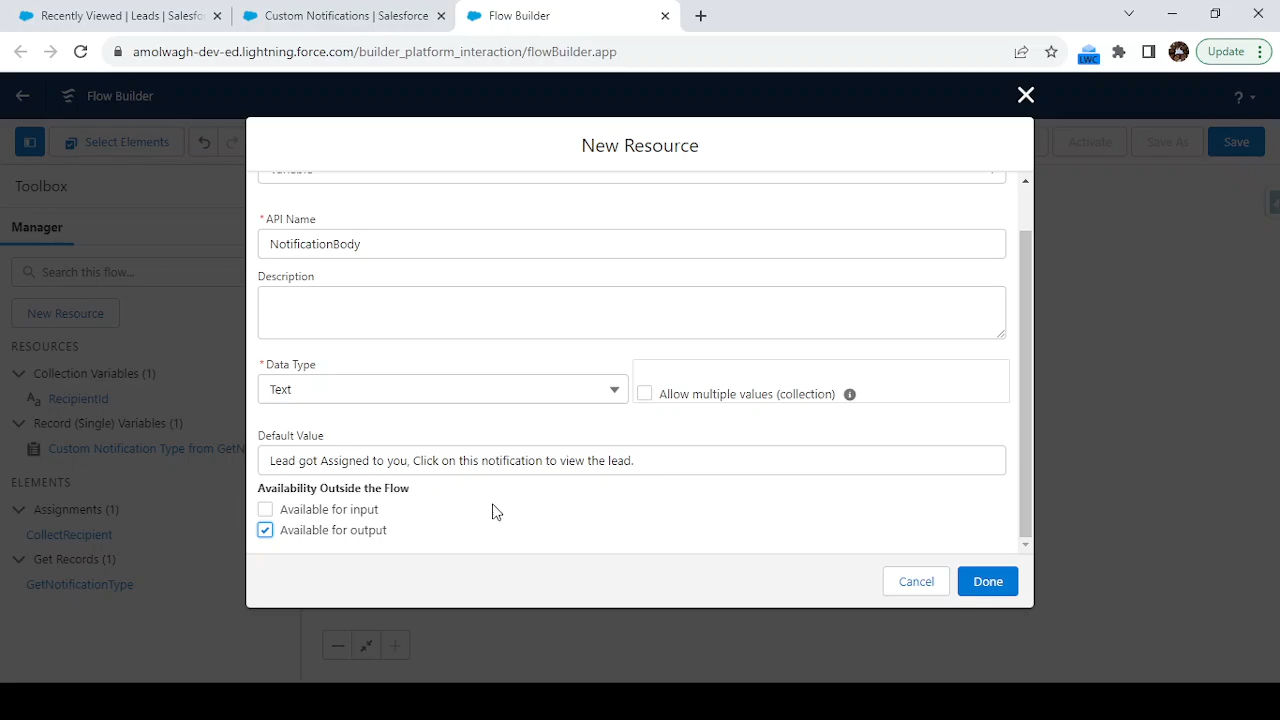 Recently Viewed | Leads | Salesfo
Custom Notifications | Salesforce
Flow Builder
amolwagh-dev-ed.lightning.force.com/builder_platform_interaction/flowBuilder.app
LWC
Update
Flow Builder
?
Select Elements
Activate
Save As
Save
Toolbox
Manager
Search this flow...
New Resource
RESOURCES
Collection Variables (1)
RecipientId
Record (Single) Variables (1)
Custom Notification Type from GetN
ELEMENTS
Assignments (1)
CollectRecipient
Get Records (1)
GetNotificationType
New Resource
Variable
* API Name
NotificationBody
Description
* Data Type
Text
Allow multiple values (collection)
Default Value
Lead got Assigned to you, Click on this notification to view the lead.
Availability Outside the Flow
Available for input
Available for output
Cancel
Done